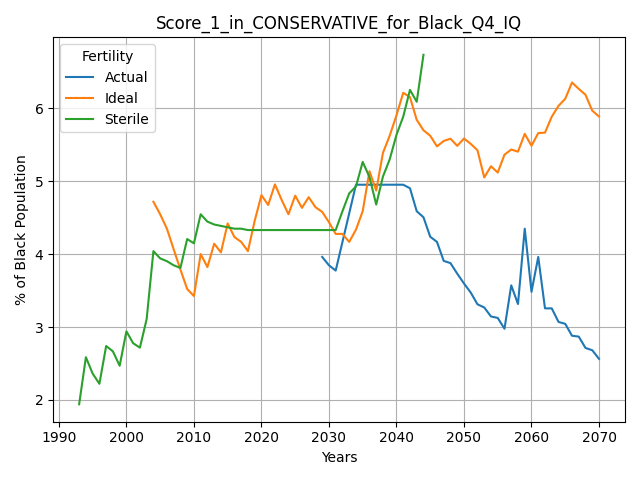 Score_1_in_CONSERVATIVE_for_Black_Q4_IQ
Fertility
Actual
Ideal
Sterile
% of Black Population
6
5
4
3
2
1990 2000 2010 2020 2030 2040 2050 2060 2070
Years